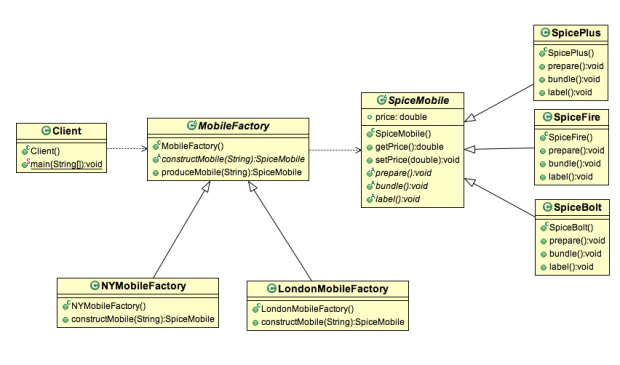 Client
Client()
main(String[]):void
MobileFactory
MobileFactory()
constructMobile(String):SpiceMobile
produceMobile(String):SpiceMobile
SpiceMobile
price: double
SpiceMobile()
getPrice():double
setPrice(double):void
prepare():void
bundle():void
label():void
SpicePlus
SpicePlus()
prepare():void
bundle():void
label():void
SpiceFire
SpiceFire()
prepare():void
bundle():void
label():void
SpiceBolt
SpiceBolt()
prepare():void
bundle():void
label():void
NYMobileFactory
NYMobileFactory()
constructMobile(String):SpiceMobile
LondonMobileFactory
LondonMobileFactory()
constructMobile(String):SpiceMobile